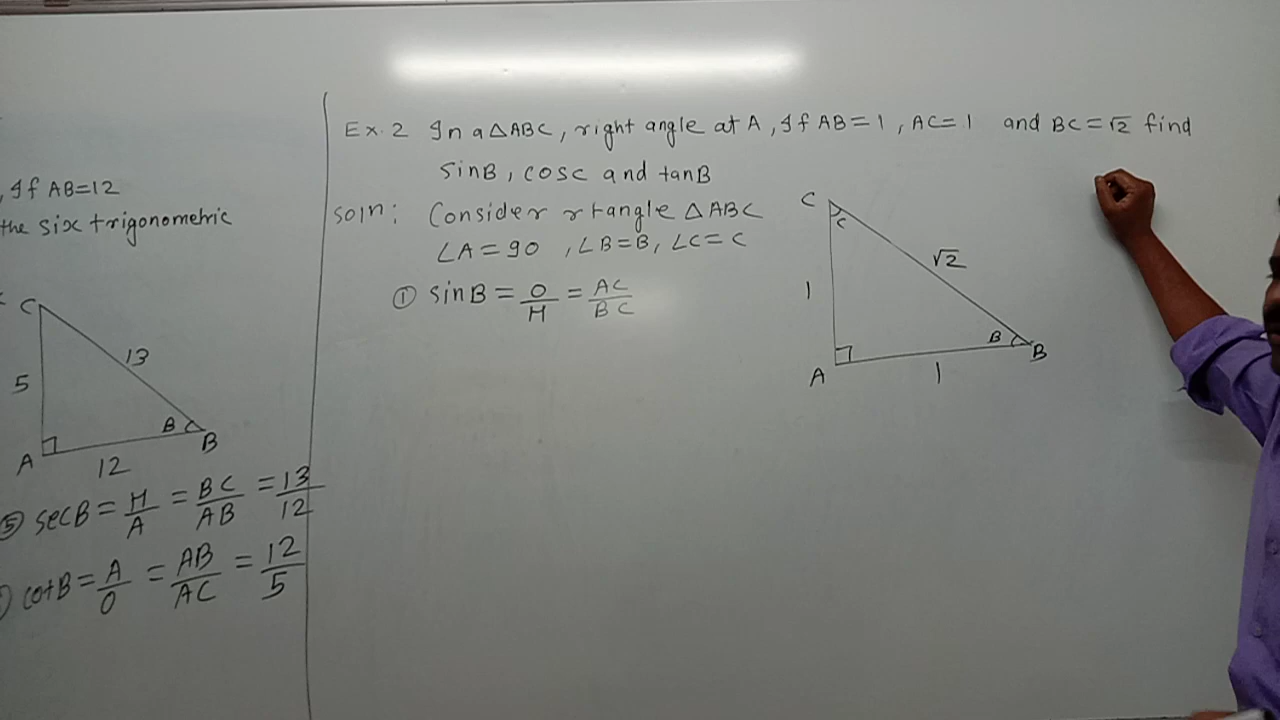 , If AB=12
the six trigonometric
C
13
5
B
B
A
12
⑤ secB = H/A = BC/AB = 13/12
cotB = A/O = AB/AC = 12/5
Ex. 2 In a △ABC, right angle at A, If AB=1, AC=1 and BC=√2 find
sinB, cosC and tanB
soln: Consider rtangle △ABC
∠A=90, ∠B=B, ∠C=C
① sinB = O/H = AC/BC
C
C
√2
1
B
B
A
1